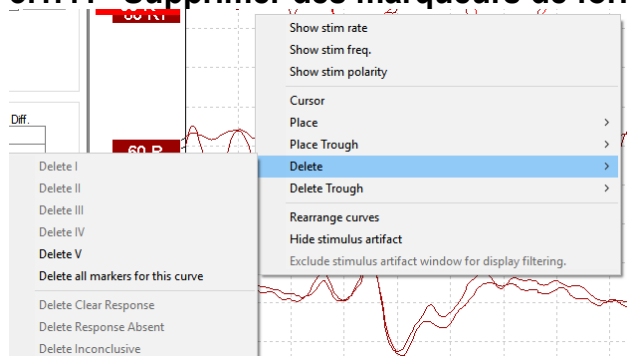 Supprimer des marqueurs de for
60 R1
Show stim rate
Show stim freq.
Show stim polarity
Cursor
Diff.
Place
Place Trough
60 R
Delete
Delete Trough
Rearrange curves
Hide stimulus artifact
Exclude stimulus artifact window for display filtering.
Delete I
Delete II
Delete III
Delete IV
Delete V
Delete all markers for this curve
Delete Clear Response
Delete Response Absent
Delete Inconclusive